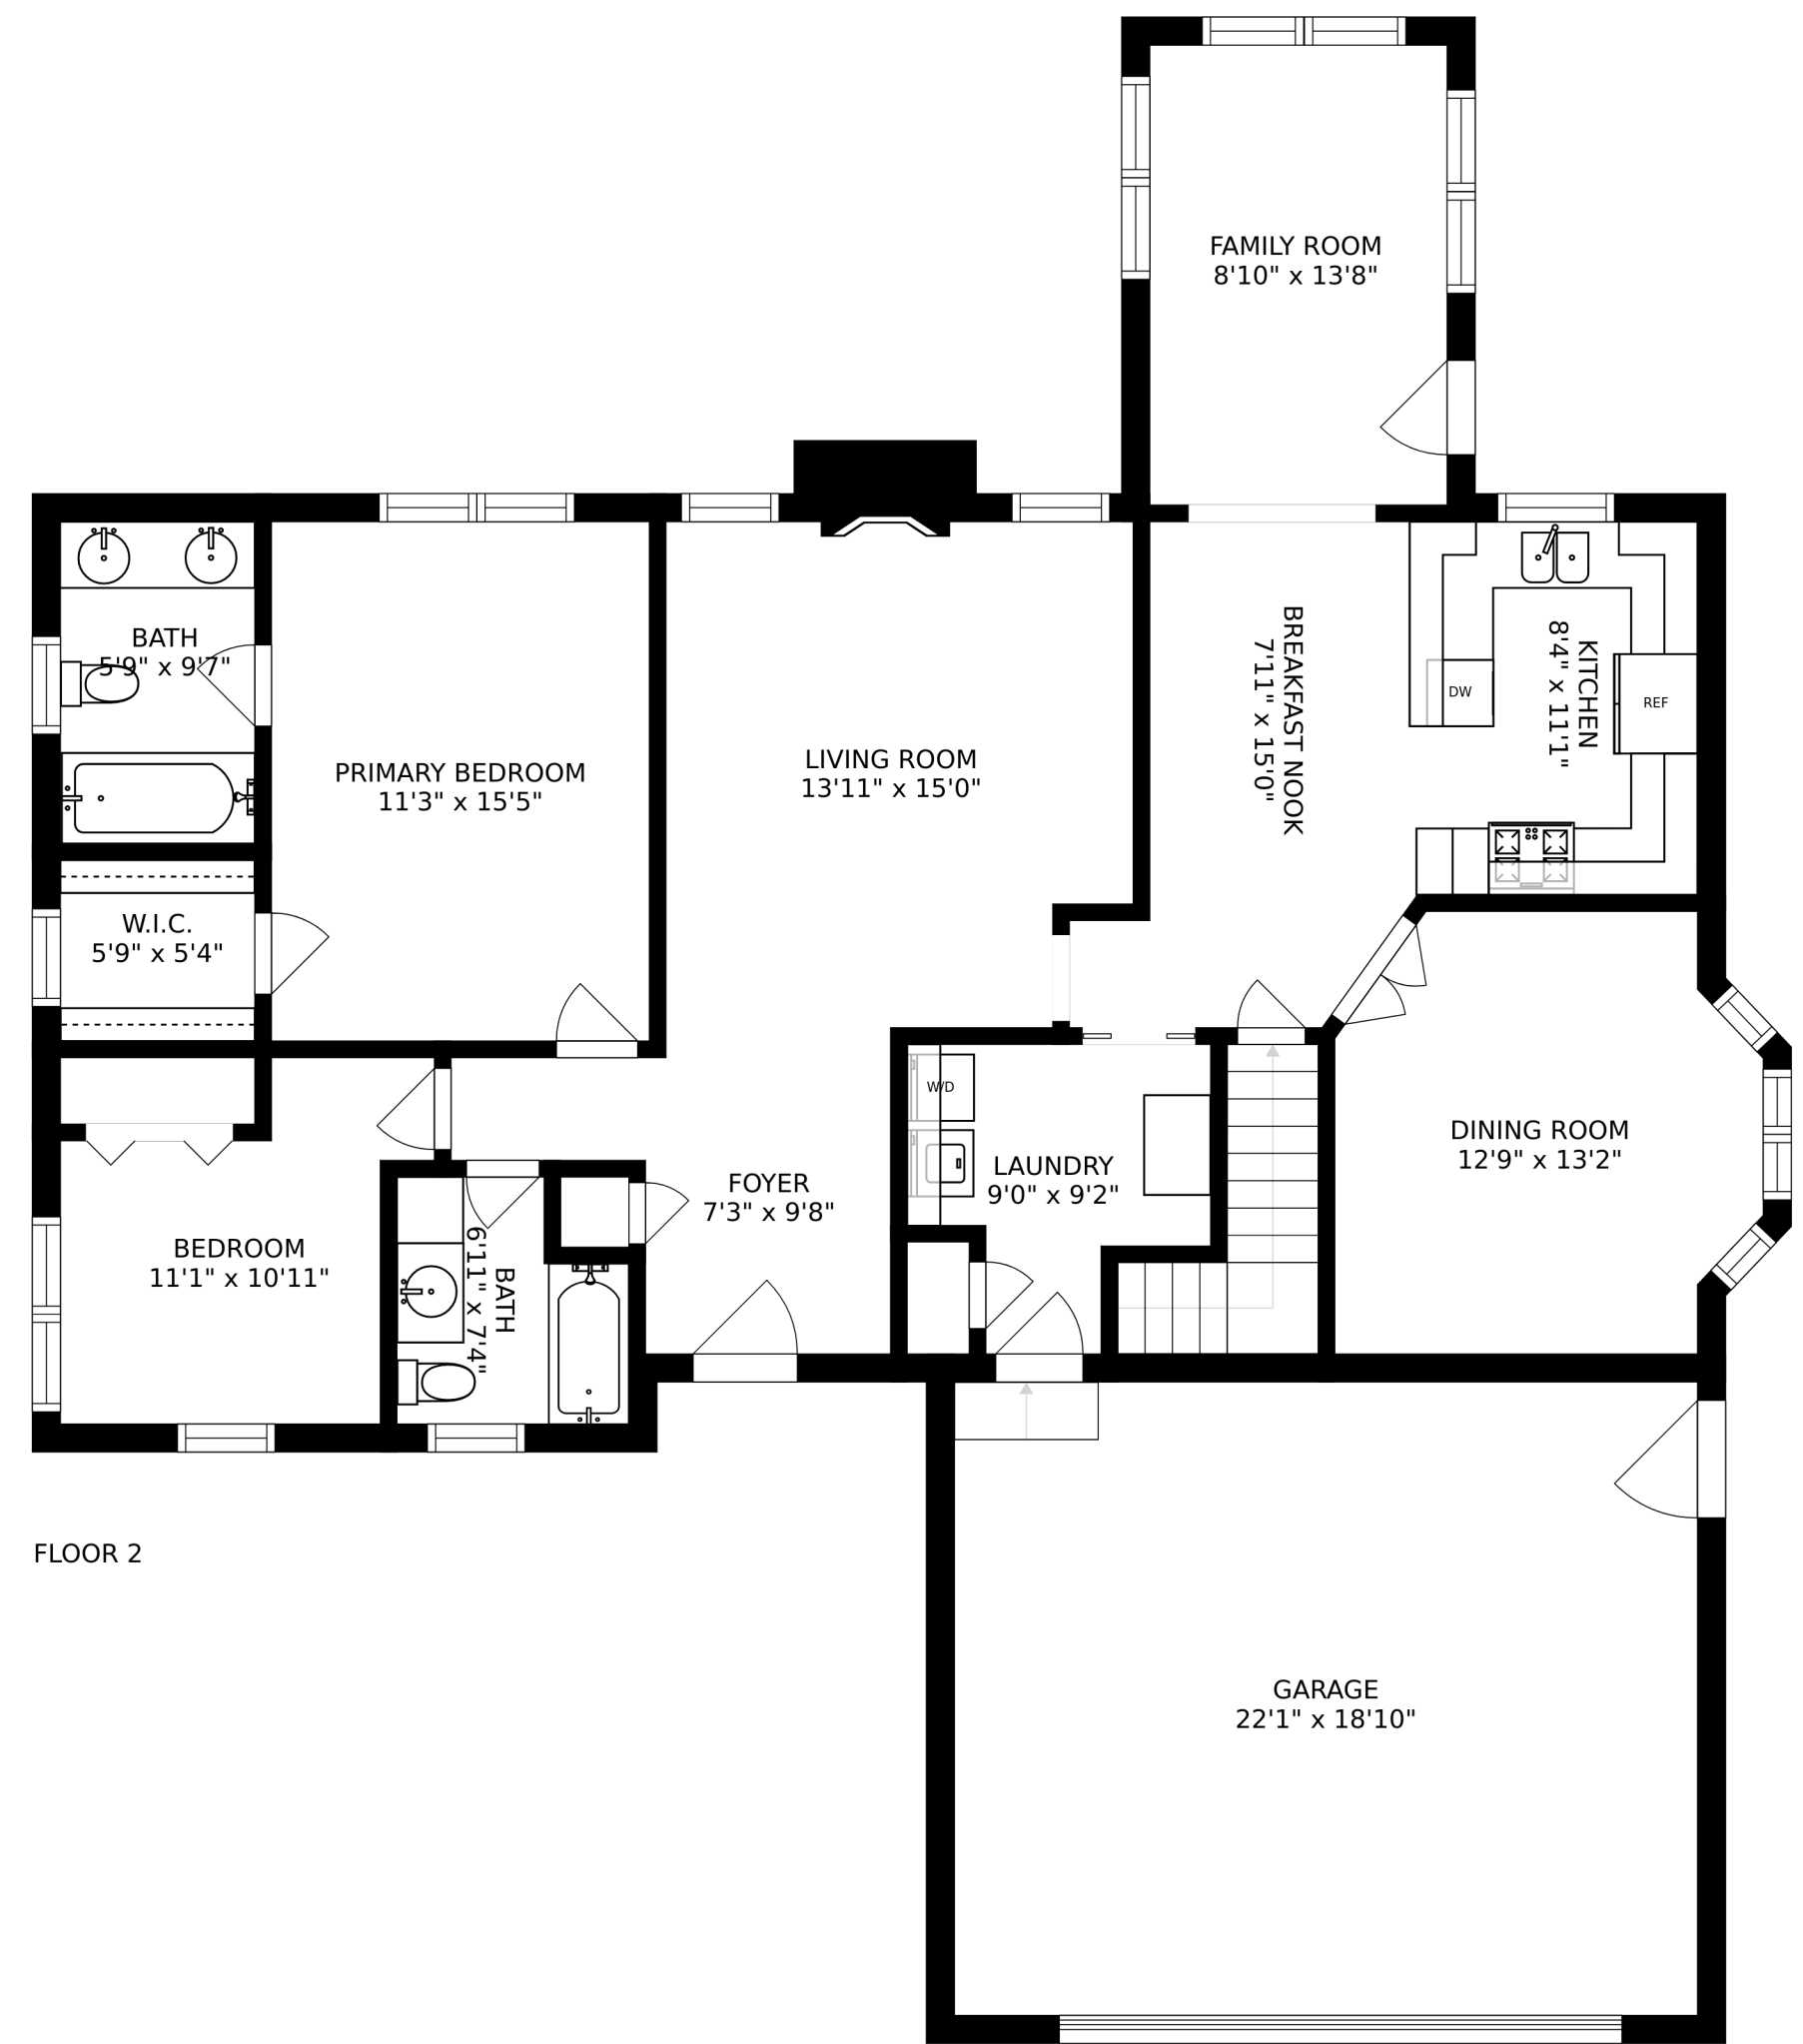 FAMILY ROOM
8'10" x 13'8"
BATH
5'9" x 9'7"
PRIMARY BEDROOM
11'3" x 15'5"
LIVING ROOM
13'11" x 15'0"
BREAKFAST NOOK
7'11" x 15'0"
KITCHEN
8'4" x 11'1"
DW
REF
W.I.C.
5'9" x 5'4"
W/D
LAUNDRY
9'0" x 9'2"
DINING ROOM
12'9" x 13'2"
FOYER
7'3" x 9'8"
BEDROOM
11'1" x 10'11"
BATH
6'11" x 7'4"
FLOOR 2
GARAGE
22'1" x 18'10"